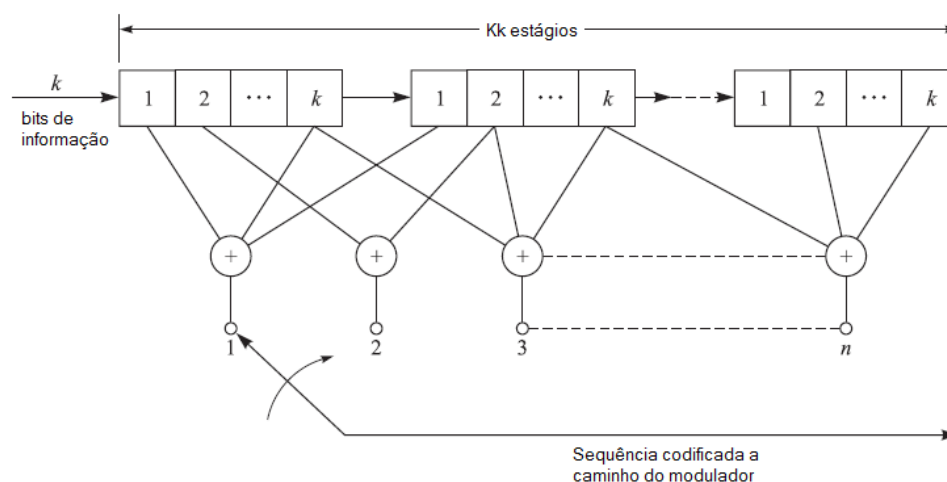 Kk estágios
k
bits de
informação
1 2 ... k
1 2 ... k
1 2 ... k
+ + + +
1 2 3 n
Sequência codificada a
caminho do modulador